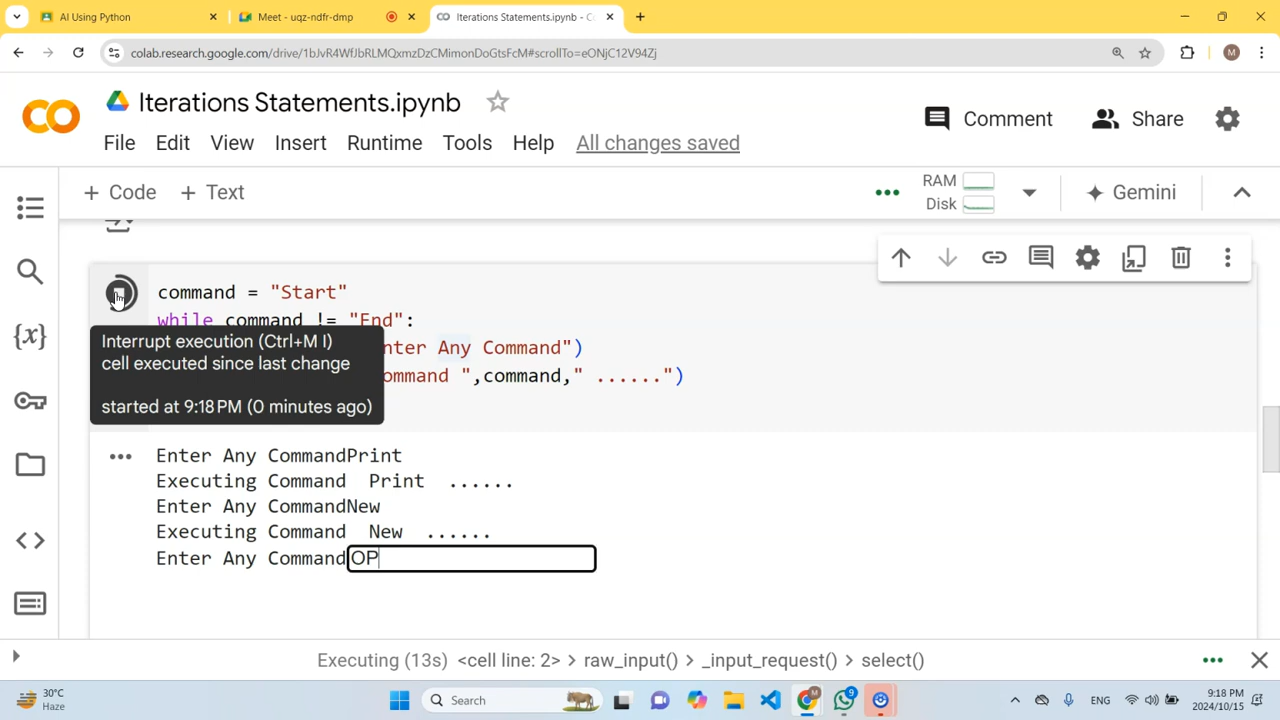 AI Using Python
Meet - uqz-ndfr-dmp
Iterations Statements.ipynb - Co
colab.research.google.com/drive/1bJvR4WfJbRLMQxmzDzCMimonDoGtsFcM#scrollTo=eONjC12V94Zj
M
CO
Iterations Statements.ipynb
Comment
Share
File Edit View Insert Runtime Tools Help All changes saved
+ Code + Text
RAM
Disk
Gemini
{x}
command = "Start"
while command != "End":
nter Any Command")
ommand ",command," ......")
Interrupt execution (Ctrl+M I)
cell executed since last change
started at 9:18 PM (0 minutes ago)
Enter Any CommandPrint
Executing Command  Print  ......
Enter Any CommandNew
Executing Command  New  ......
Enter Any CommandOP
Executing (13s) <cell line: 2> > raw_input() > _input_request() > select()
30°C
Haze
Search
9
ENG
9:18 PM
2024/10/15